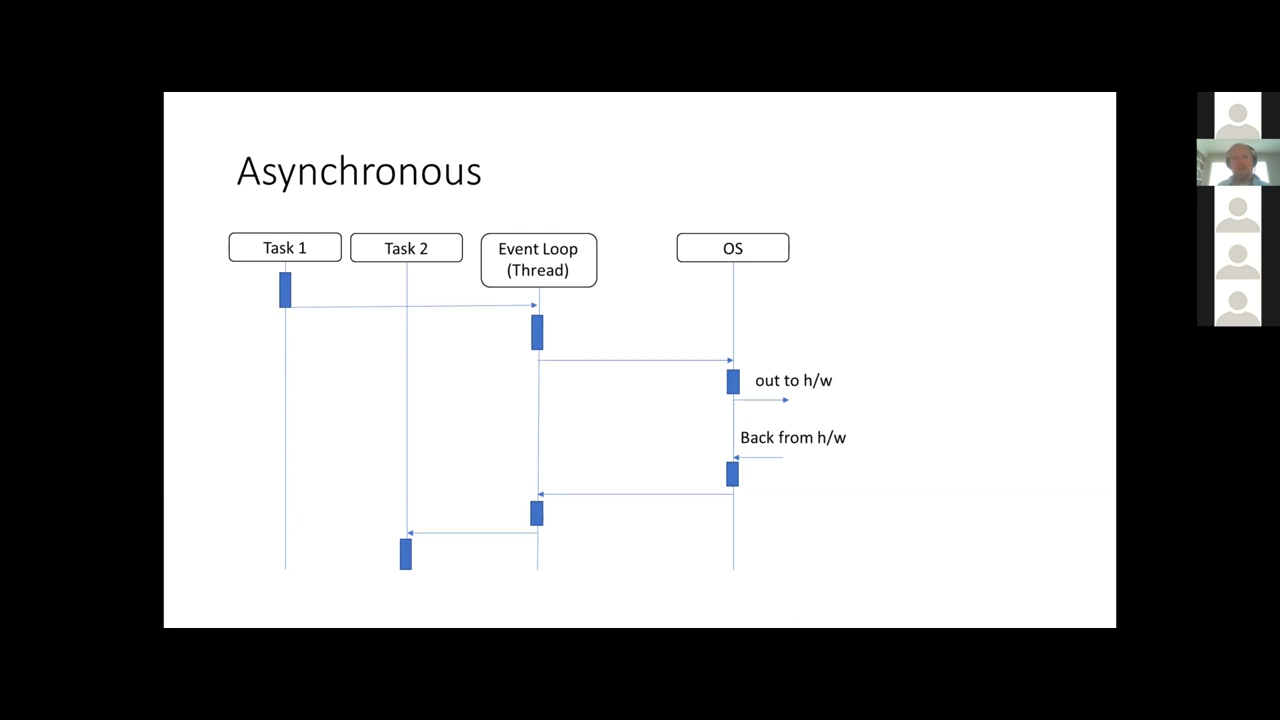 Asynchronous
Task 1
Task 2
Event Loop
(Thread)
OS
out to h/w
Back from h/w